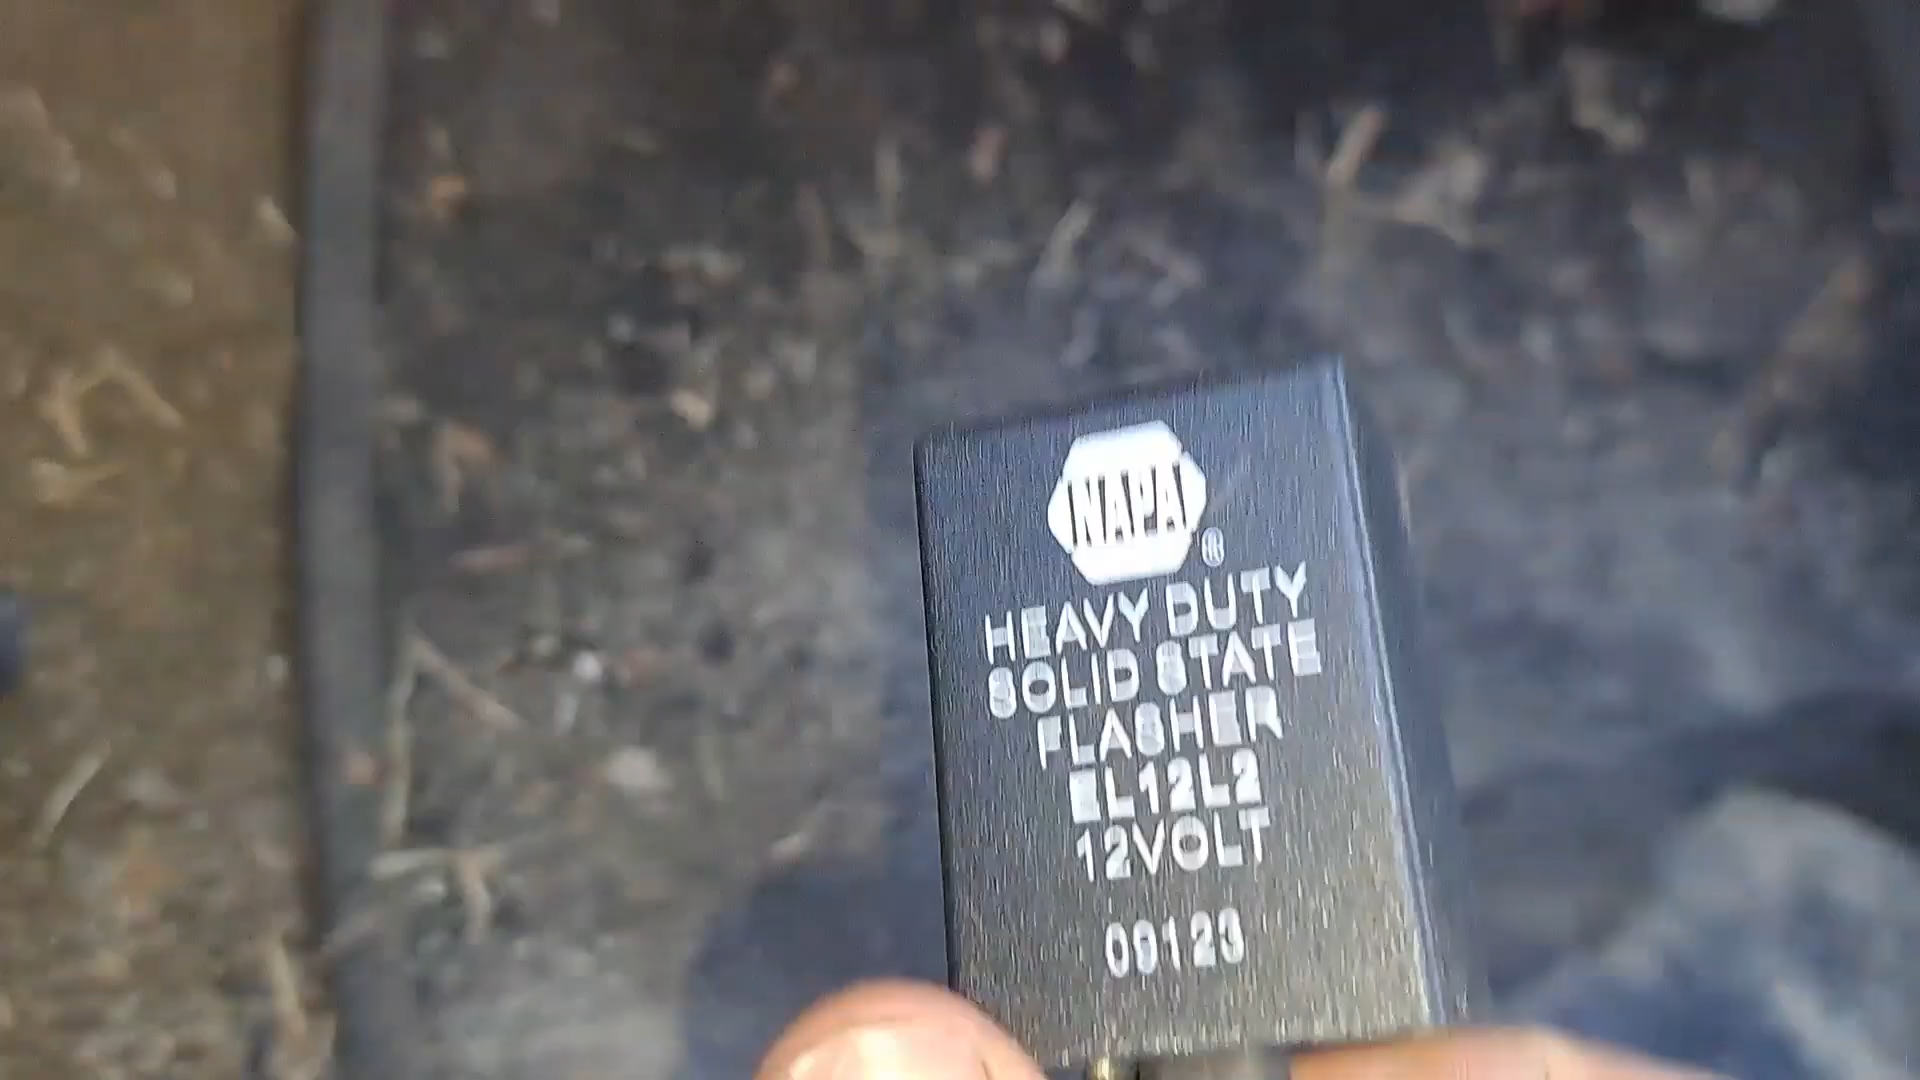 NAPA®
HEAVY DUTY
SOLID STATE
FLASHER
EL12L2
12VOLT
09123